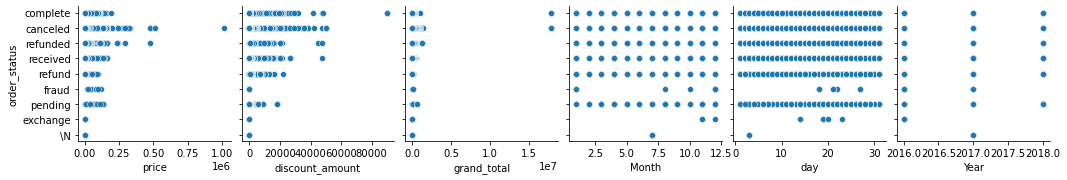 order_status
complete
canceled
refunded
received
refund
fraud
pending
exchange
\N
0.00 0.25 0.50 0.75 1.00
1e6
price
0 20000 40000 60000 80000
discount_amount
0.0 0.5 1.0 1.5
1e7
grand_total
2.5 5.0 7.5 10.0 12.5
Month
0 10 20 30
day
2016.0 2016.5 2017.0 2017.5 2018.0
Year